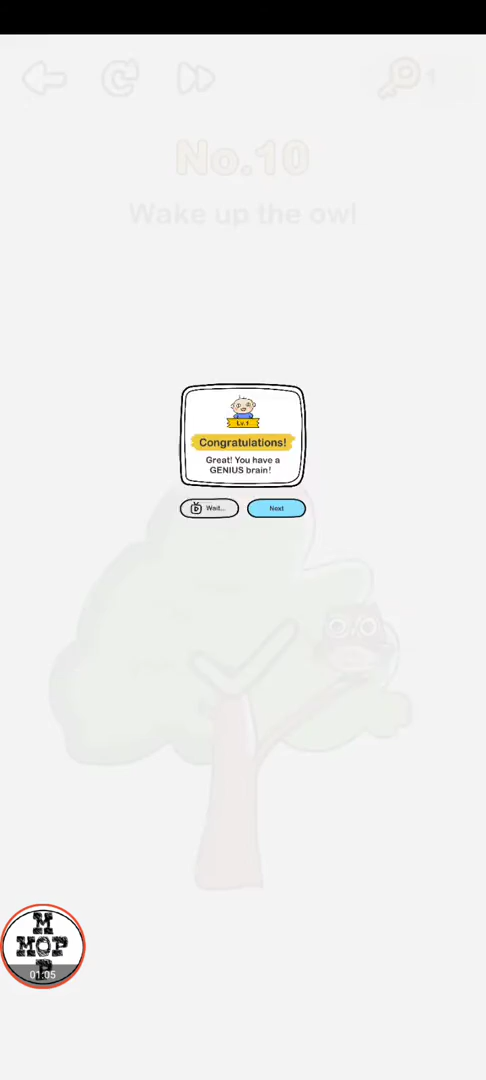 1
No.10
Wake up the owl
Lv.1
Congratulations!
Great! You have a
GENIUS brain!
Wait...
Next
M
MOP
P
01:05